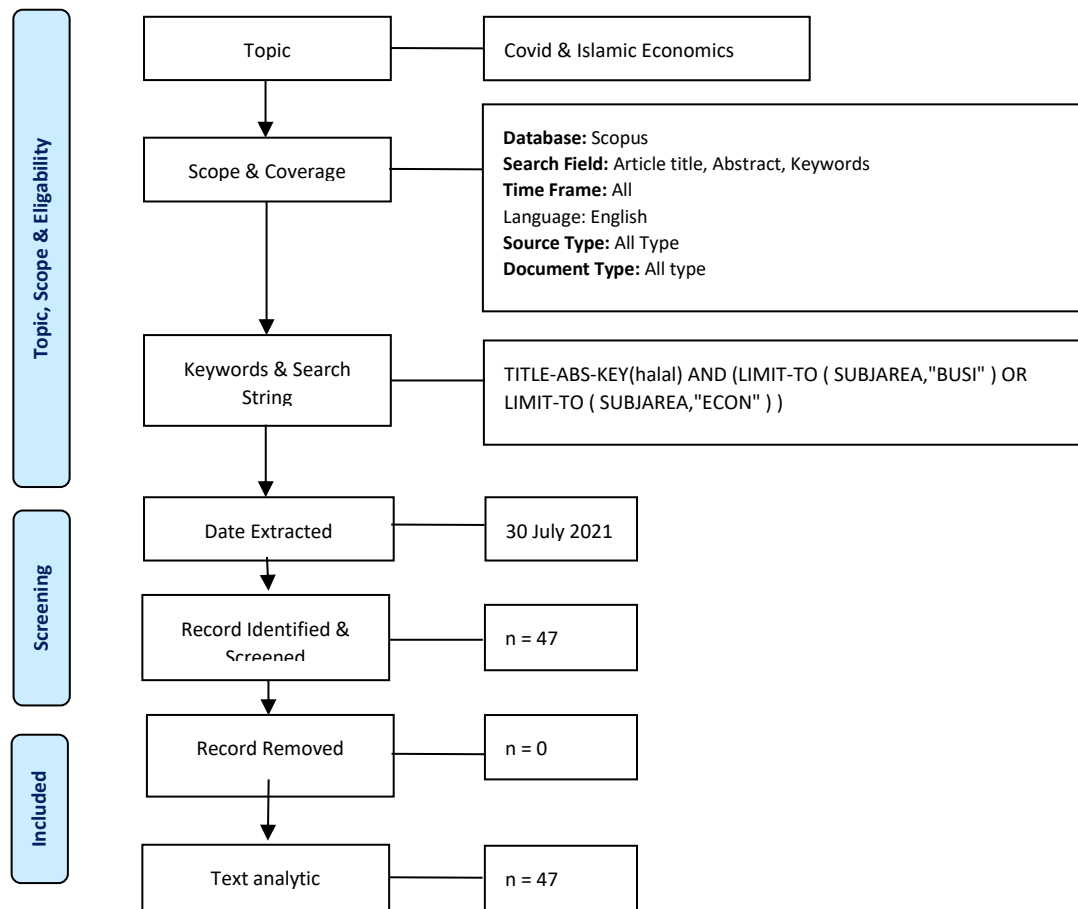 Topic, Scope & Eligability
Topic
Covid & Islamic Economics
Scope & Coverage
Database: Scopus
Search Field: Article title, Abstract, Keywords
Time Frame: All
Language: English
Source Type: All Type
Document Type: All type
Keywords & Search
String
TITLE-ABS-KEY(halal) AND (LIMIT-TO ( SUBJAREA,"BUSI" ) OR
LIMIT-TO ( SUBJAREA,"ECON" ) )
Screening
Date Extracted
30 July 2021
Record Identified &
Screened
n = 47
Included
Record Removed
n = 0
Text analytic
n = 47